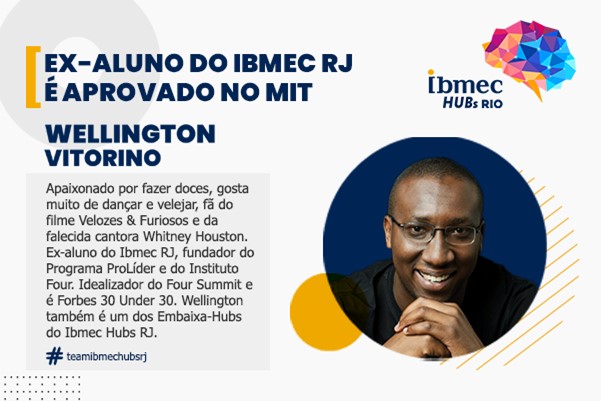 EX-ALUNO DO IBMEC RJ
É APROVADO NO MIT
ibmec
HUBs RIO
WELLINGTON
VITORINO
Apaixonado por fazer doces, gosta
muito de dançar e velejar, fã do
filme Velozes & Furiosos e da
falecida cantora Whitney Houston.
Ex-aluno do Ibmec RJ, fundador do
Programa ProLíder e do Instituto
Four. Idealizador do Four Summit e
é Forbes 30 Under 30. Wellington
também é um dos Embaixa-Hubs
do Ibmec Hubs RJ.
# teamibmechubsrj